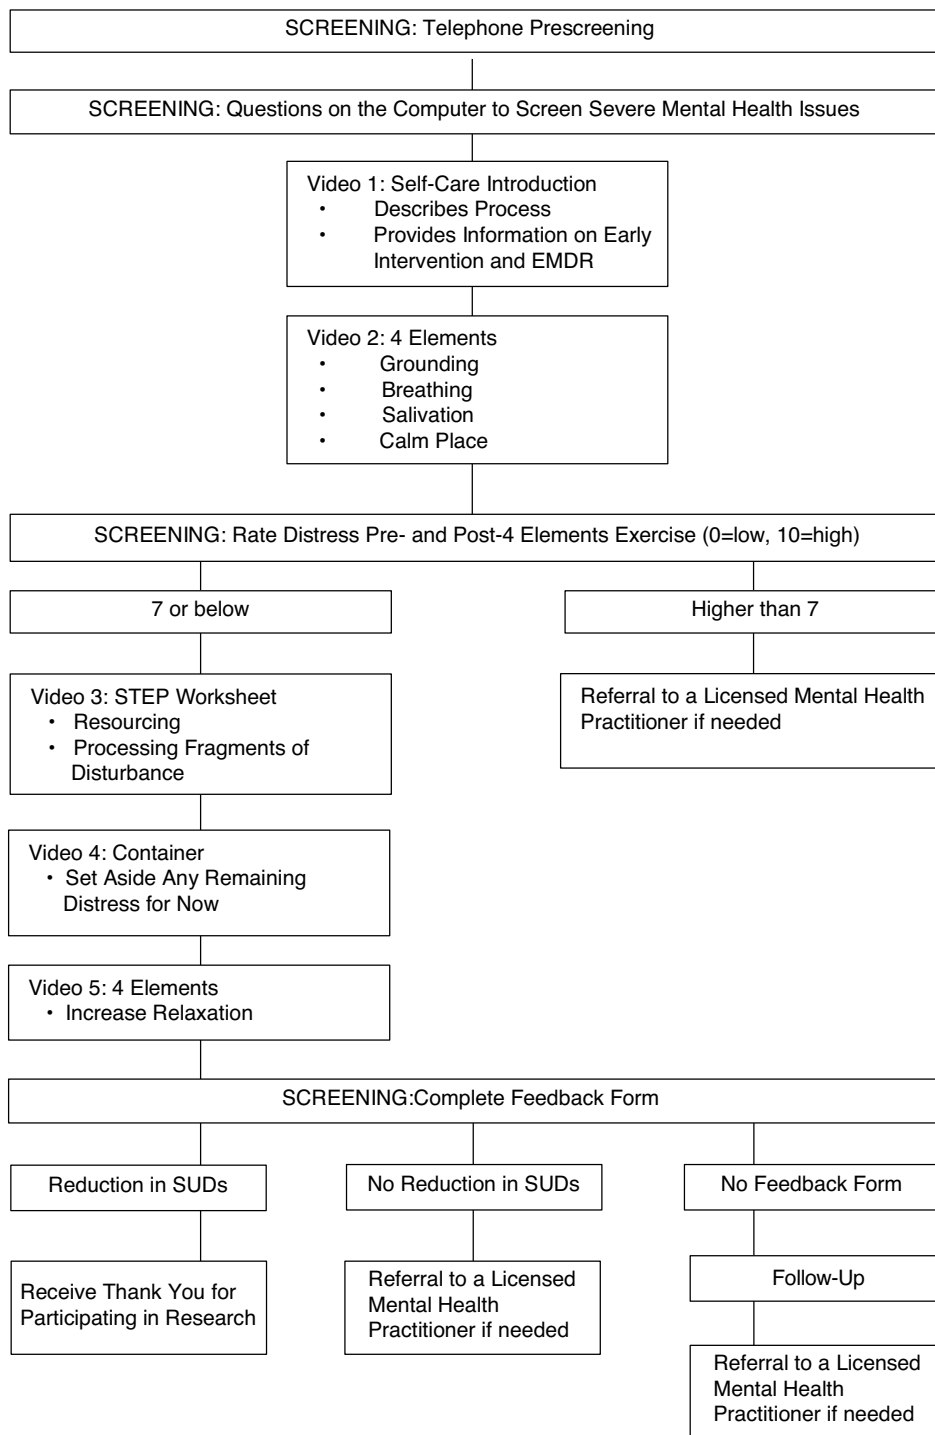 SCREENING: Telephone Prescreening
SCREENING: Questions on the Computer to Screen Severe Mental Health Issues
Video 1: Self-Care Introduction
• Describes Process
• Provides Information on Early
Intervention and EMDR
Video 2: 4 Elements
• Grounding
• Breathing
• Salivation
• Calm Place
SCREENING: Rate Distress Pre- and Post-4 Elements Exercise (0=low, 10=high)
7 or below
Higher than 7
Video 3: STEP Worksheet
• Resourcing
• Processing Fragments of
Disturbance
Referral to a Licensed Mental Health
Practitioner if needed
Video 4: Container
• Set Aside Any Remaining
Distress for Now
Video 5: 4 Elements
• Increase Relaxation
SCREENING:Complete Feedback Form
Reduction in SUDs
No Reduction in SUDs
No Feedback Form
Receive Thank You for
Participating in Research
Referral to a Licensed
Mental Health
Practitioner if needed
Follow-Up
Referral to a Licensed
Mental Health
Practitioner if needed